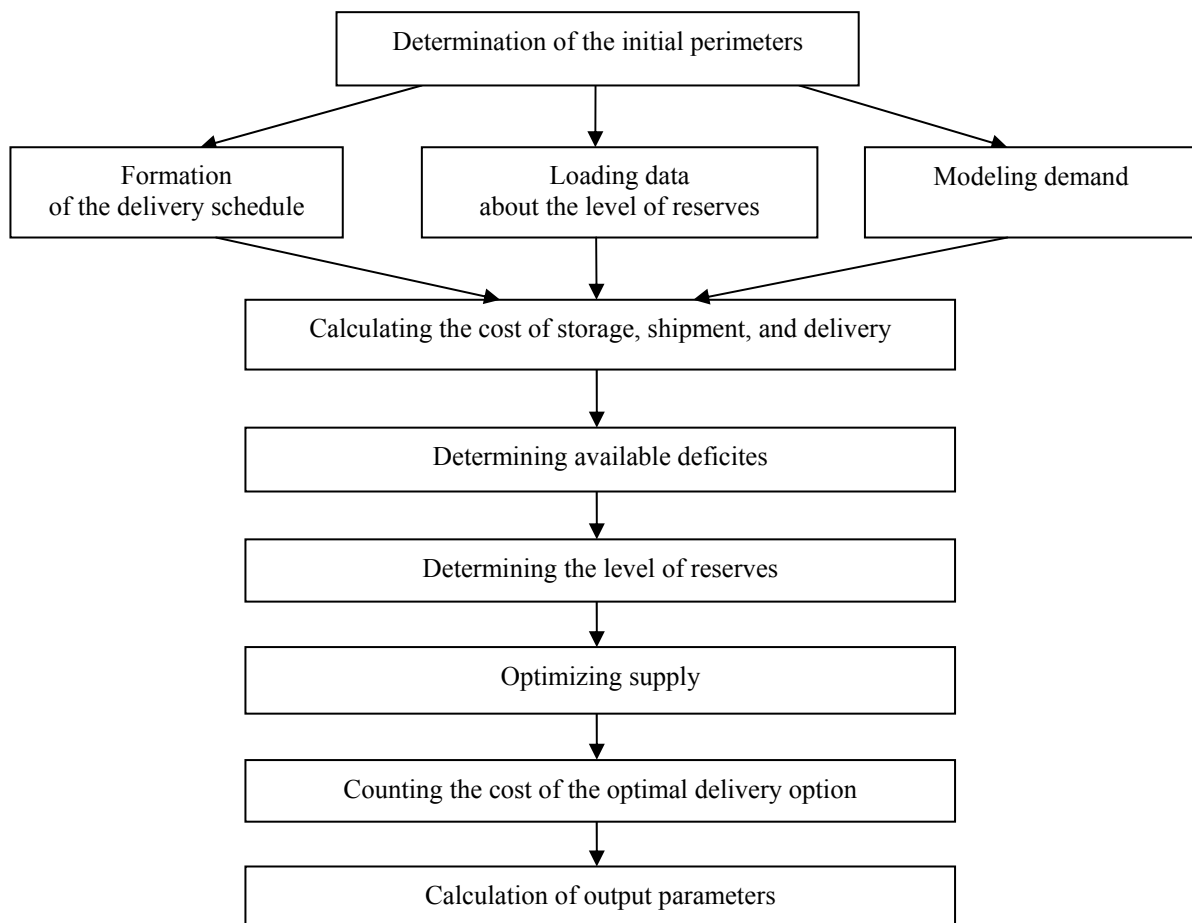 Determination of the initial perimeters
Formation
of the delivery schedule
Loading data
about the level of reserves
Modeling demand
Calculating the cost of storage, shipment, and delivery
Determining available deficites
Determining the level of reserves
Optimizing supply
Counting the cost of the optimal delivery option
Calculation of output parameters